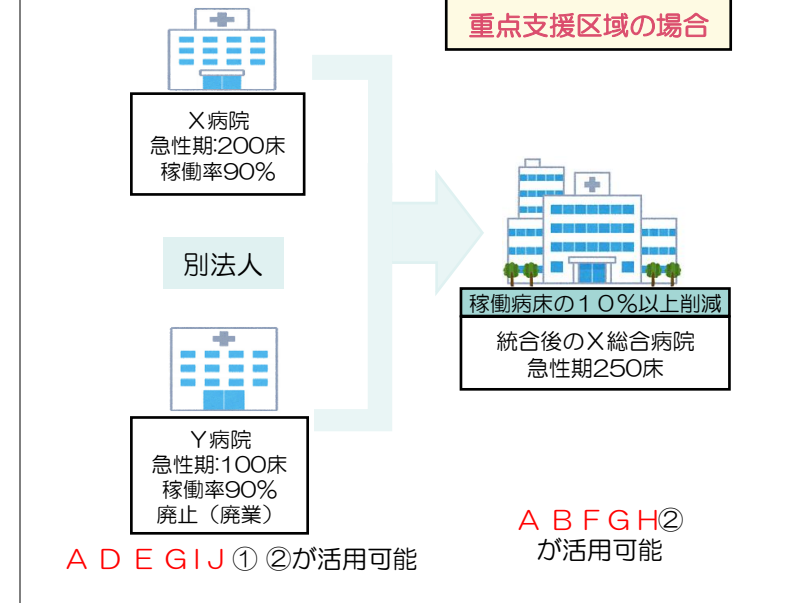 重点支援区域の場合
X病院
急性期:200床
稼働率90%
別法人
Y病院
急性期:100床
稼働率90%
廃止（廃業）
ＡＤＥＧIＪ① ②が活用可能
稼働病床の１０％以上削減
統合後のX総合病院
急性期250床
ＡＢＦＧＨ②
が活用可能